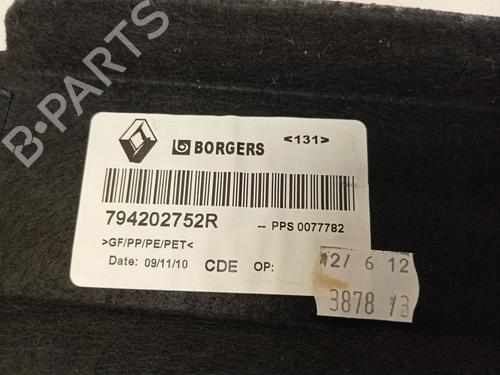 B-PARTS
BORGERS
<131>
794202752R
-- PPS 0077782
>GF/PP/PE/PET<
Date: 09/11/10 CDE OP:
12/ 6 12
3878 13